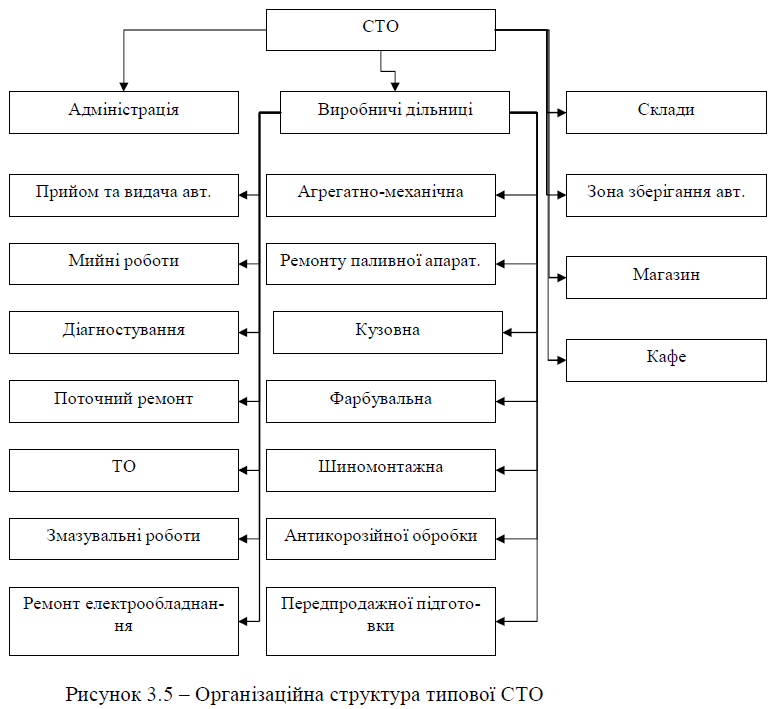 СТО
Адміністрація
Виробничі дільниці
Склади
Прийом та видача авт.
Агрегатно-механічна
Зона зберігання авт.
Мийні роботи
Ремонту паливної апарат.
Магазин
Діагностування
Кузовна
Кафе
Поточний ремонт
Фарбувальна
ТО
Шиномонтажна
Змазувальні роботи
Антикорозійної обробки
Ремонт електрообладнан-
ня
Передпродажної підгото-
вки
Рисунок 3.5 – Організаційна структура типової СТО